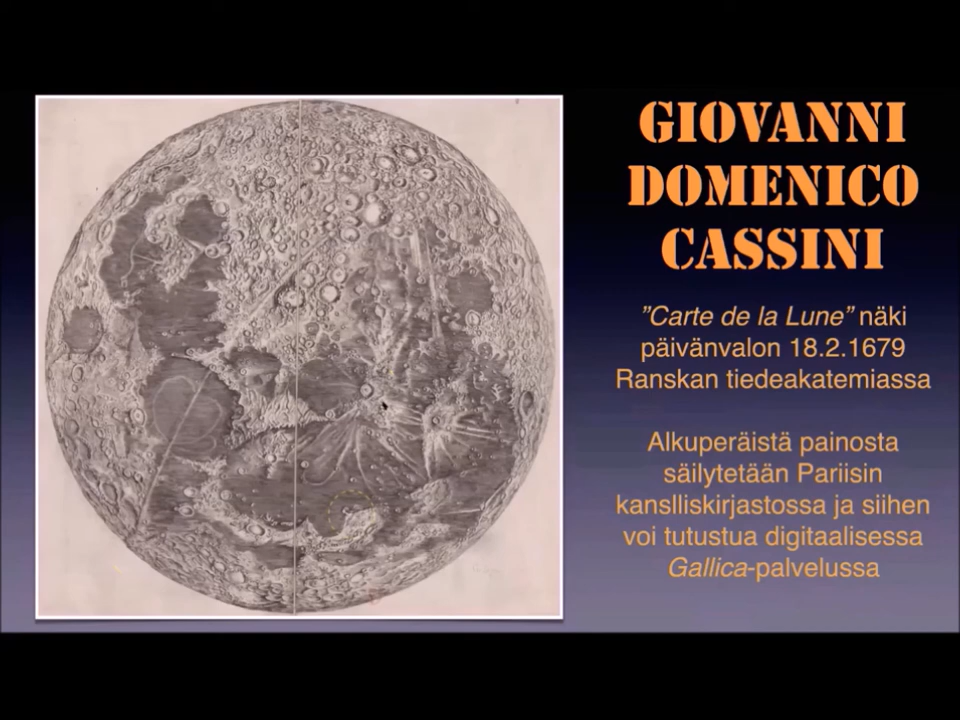 GIOVANNI
DOMENICO
CASSINI
”Carte de la Lune” näki
päivänvalon 18.2.1679
Ranskan tiedeakatemiassa
Alkuperäistä painosta
säilytetään Pariisin
kanslliskirjastossa ja siihen
voi tutustua digitaalisessa
Gallica-palvelussa